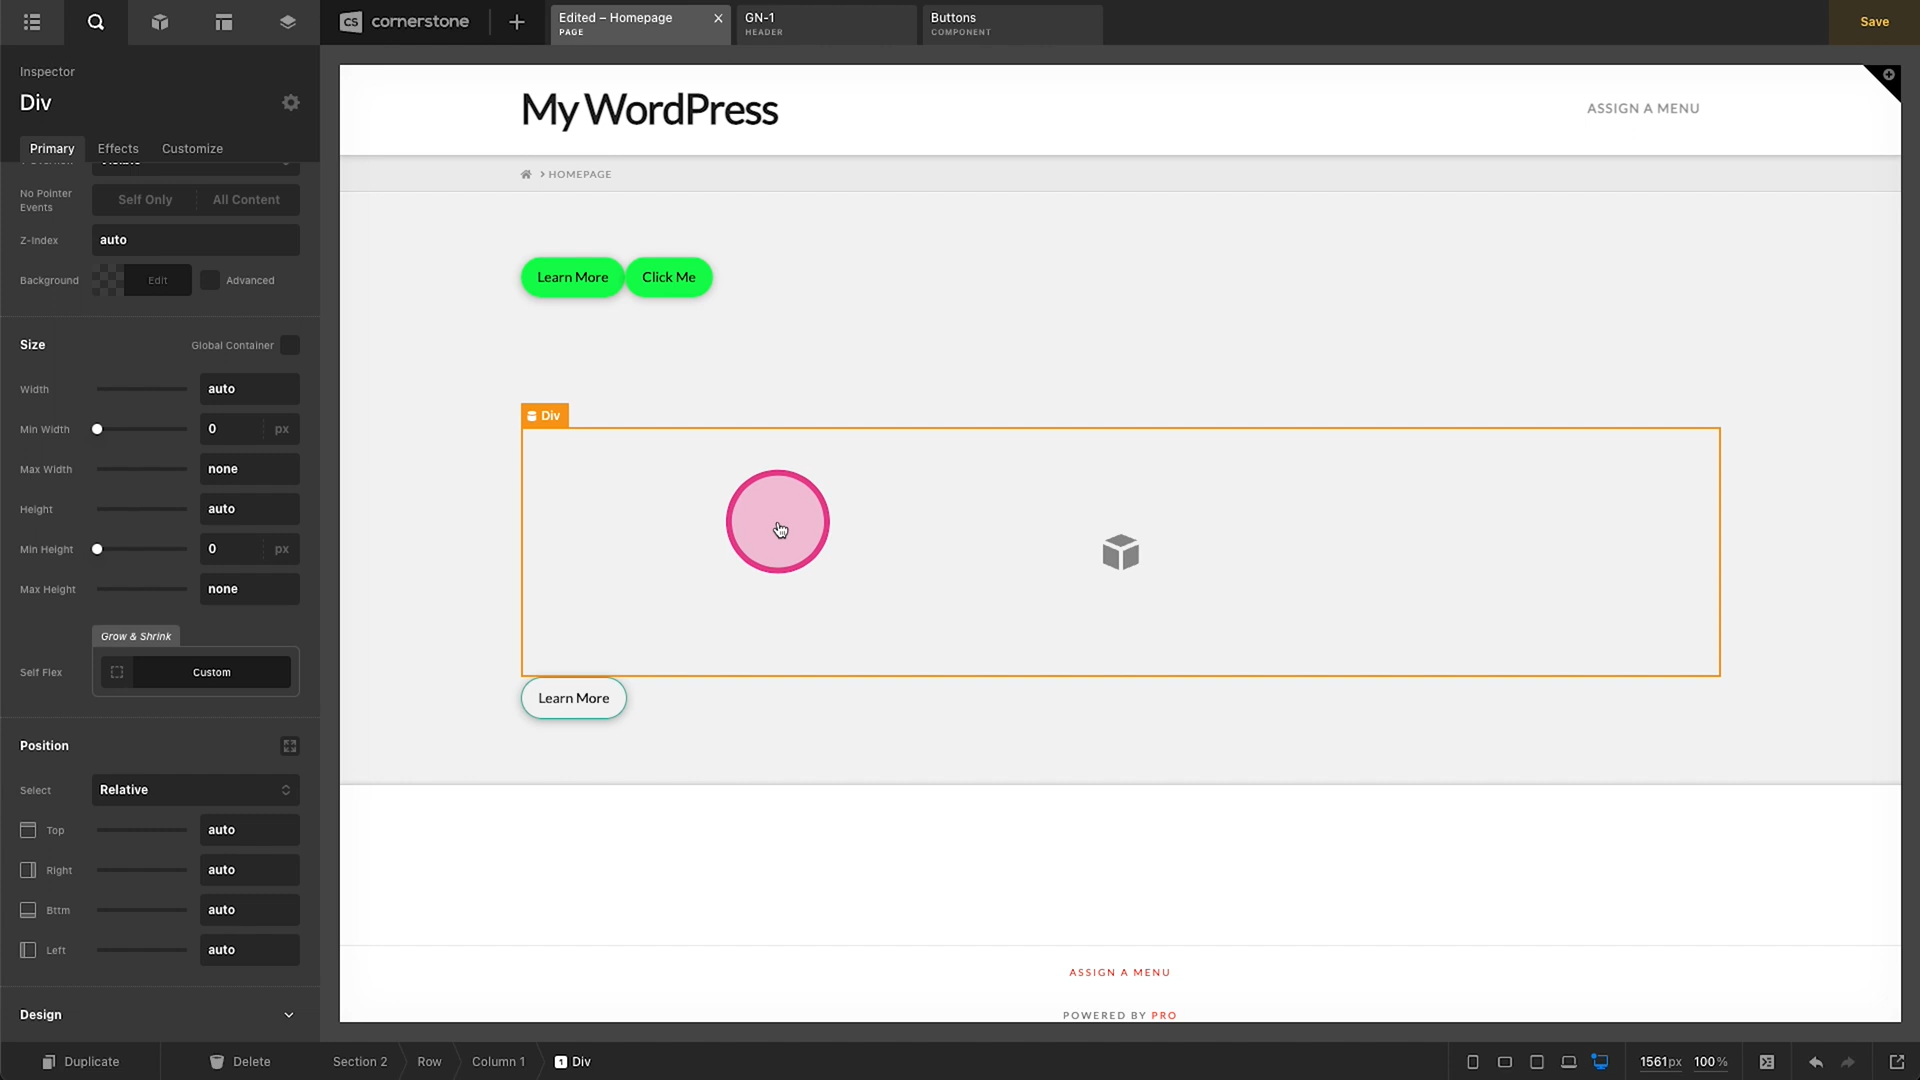 CS cornerstone
Edited – Homepage
PAGE
GN-1
HEADER
Buttons
COMPONENT
Save
Inspector
Div
Primary
Effects
Customize
No Pointer
Events
Self Only
All Content
Z-Index
auto
Background
Edit
Advanced
Size
Global Container
Width
auto
Min Width
0
px
Max Width
none
Height
auto
Min Height
0
px
Max Height
none
Grow & Shrink
Self Flex
Custom
Position
Select
Relative
Top
auto
Right
auto
Bttm
auto
Left
auto
Design
Duplicate
Delete
My WordPress
ASSIGN A MENU
HOMEPAGE
Learn More
Click Me
Div
Learn More
ASSIGN A MENU
POWERED BY PRO
Section 2
Row
Column 1
1 Div
1561px
100%